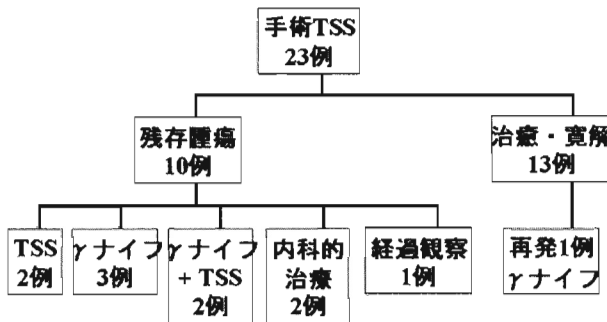 手術TSS
23例
残存腫瘍
10例
治癒・寛解
13例
TSS
2例
γナイフ
3例
γナイフ
+ TSS
2例
内科的
治療
2例
経過観察
1例
再発1例
γナイフ